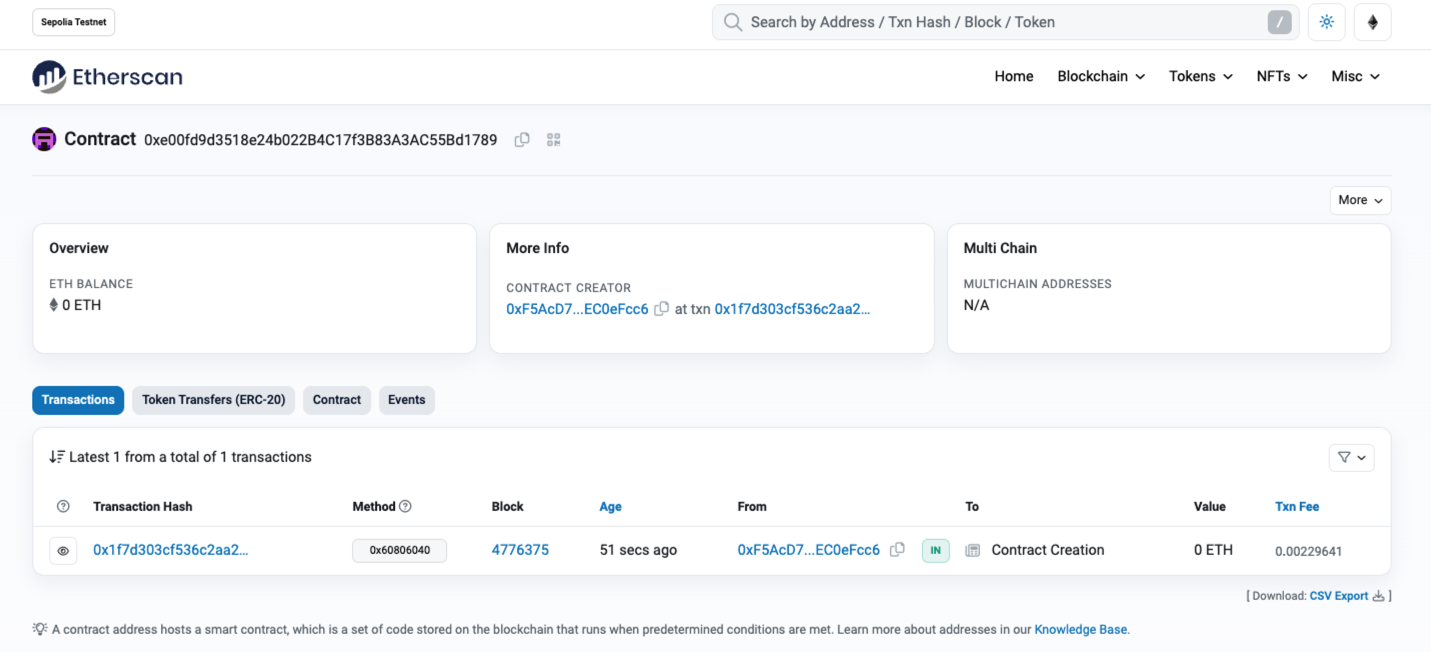 Sepolia Testnet
Search by Address / Txn Hash / Block / Token
/
Etherscan
Home Blockchain Tokens NFTs Misc
Contract 0xe00fd9d3518e24b022B4C17f3B83A3AC55Bd1789
More
Overview
ETH BALANCE
0 ETH
More Info
CONTRACT CREATOR
0xF5AcD7...EC0eFcc6 at txn 0x1f7d303cf536c2aa2...
Multi Chain
MULTICHAIN ADDRESSES
N/A
Transactions Token Transfers (ERC-20) Contract Events
Latest 1 from a total of 1 transactions
Transaction Hash Method Block Age From To Value Txn Fee
0x1f7d303cf536c2aa2... 0x60806040 4776375 51 secs ago 0xF5AcD7...EC0eFcc6 IN Contract Creation 0 ETH 0.00229641
[ Download: CSV Export ]
A contract address hosts a smart contract, which is a set of code stored on the blockchain that runs when predetermined conditions are met. Learn more about addresses in our Knowledge Base.